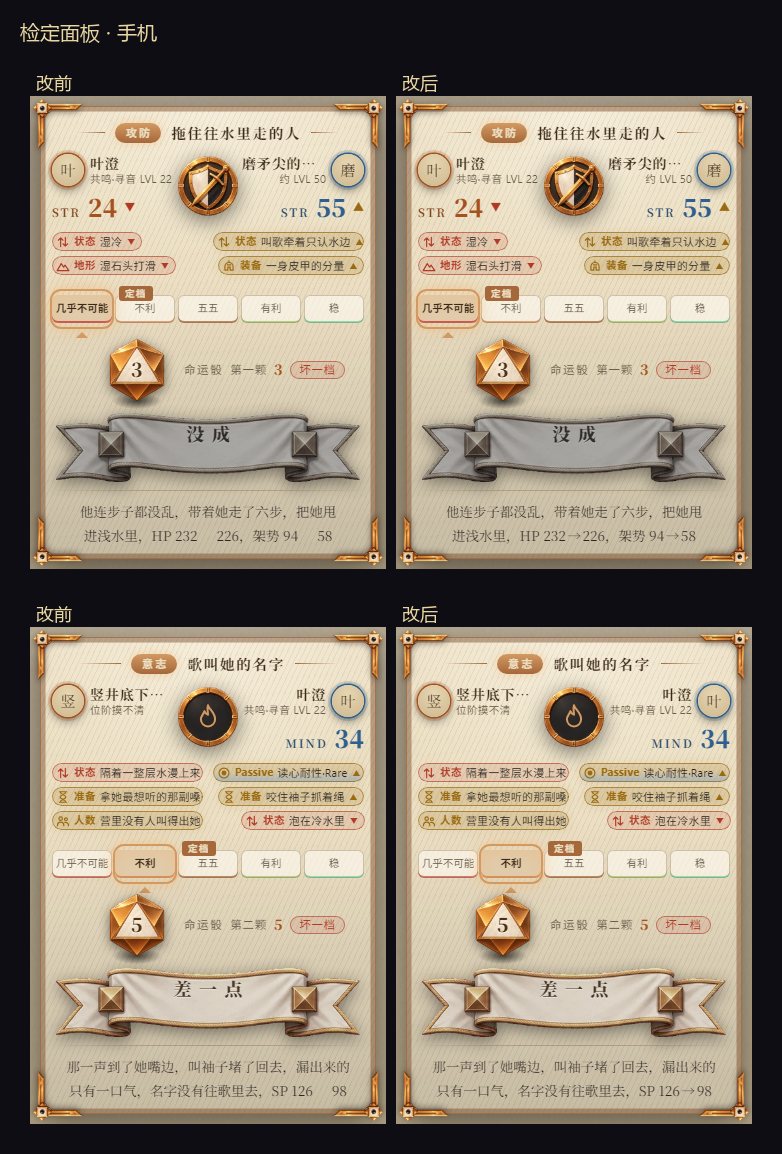 检定面板 · 手机
改前
攻防 拖住往水里走的人
叶 叶澄 磨矛尖的… 磨
共鸣·寻音 LVL 22 约 LVL 50
STR 24 ▼ STR 55 ▲
状态 湿冷 ▼ 状态 叫歌牵着只认水边 ▲
地形 湿石头打滑 ▼ 装备 一身皮甲的分量 ▲
定档
几乎不可能 不利 五五 有利 稳
3 命运骰 第一颗 3 坏一档
没成
他连步子都没乱，带着她走了六步，把她甩
进浅水里，HP 232 226，架势 94 58
改后
攻防 拖住往水里走的人
叶 叶澄 磨矛尖的… 磨
共鸣·寻音 LVL 22 约 LVL 50
STR 24 ▼ STR 55 ▲
状态 湿冷 ▼ 状态 叫歌牵着只认水边 ▲
地形 湿石头打滑 ▼ 装备 一身皮甲的分量 ▲
定档
几乎不可能 不利 五五 有利 稳
3 命运骰 第一颗 3 坏一档
没成
他连步子都没乱，带着她走了六步，把她甩
进浅水里，HP 232→226，架势 94→58
改前
意志 歌叫她的名字
竖 竖井底下… 叶澄 叶
位阶摸不清 共鸣·寻音 LVL 22
MIND 34
状态 隔着一整层水漫上来 Passive 读心耐性·Rare ▲
准备 拿她最想听的那副嗓 准备 咬住袖子抓着绳 ▲
人数 营里没有人叫得出她 状态 泡在冷水里 ▼
定档
几乎不可能 不利 五五 有利 稳
5 命运骰 第二颗 5 坏一档
差一点
那一声到了她嘴边，叫袖子堵了回去，漏出来的
只有一口气，名字没有往歌里去，SP 126 98
改后
意志 歌叫她的名字
竖 竖井底下… 叶澄 叶
位阶摸不清 共鸣·寻音 LVL 22
MIND 34
状态 隔着一整层水漫上来 Passive 读心耐性·Rare ▲
准备 拿她最想听的那副嗓 准备 咬住袖子抓着绳 ▲
人数 营里没有人叫得出她 状态 泡在冷水里 ▼
定档
几乎不可能 不利 五五 有利 稳
5 命运骰 第二颗 5 坏一档
差一点
那一声到了她嘴边，叫袖子堵了回去，漏出来的
只有一口气，名字没有往歌里去，SP 126→98